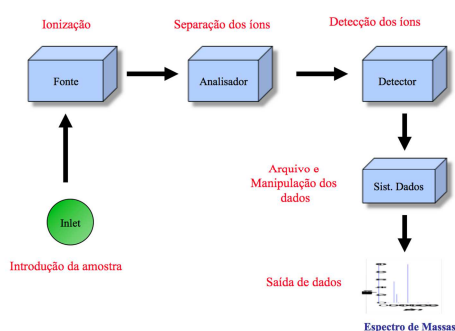 Ionização
Separação dos íons
Detecção dos íons
Fonte
Analisador
Detector
Arquivo e
Manipulação dos
dados
Sist. Dados
Inlet
Introdução da amostra
Saída de dados
Espectro de Massas